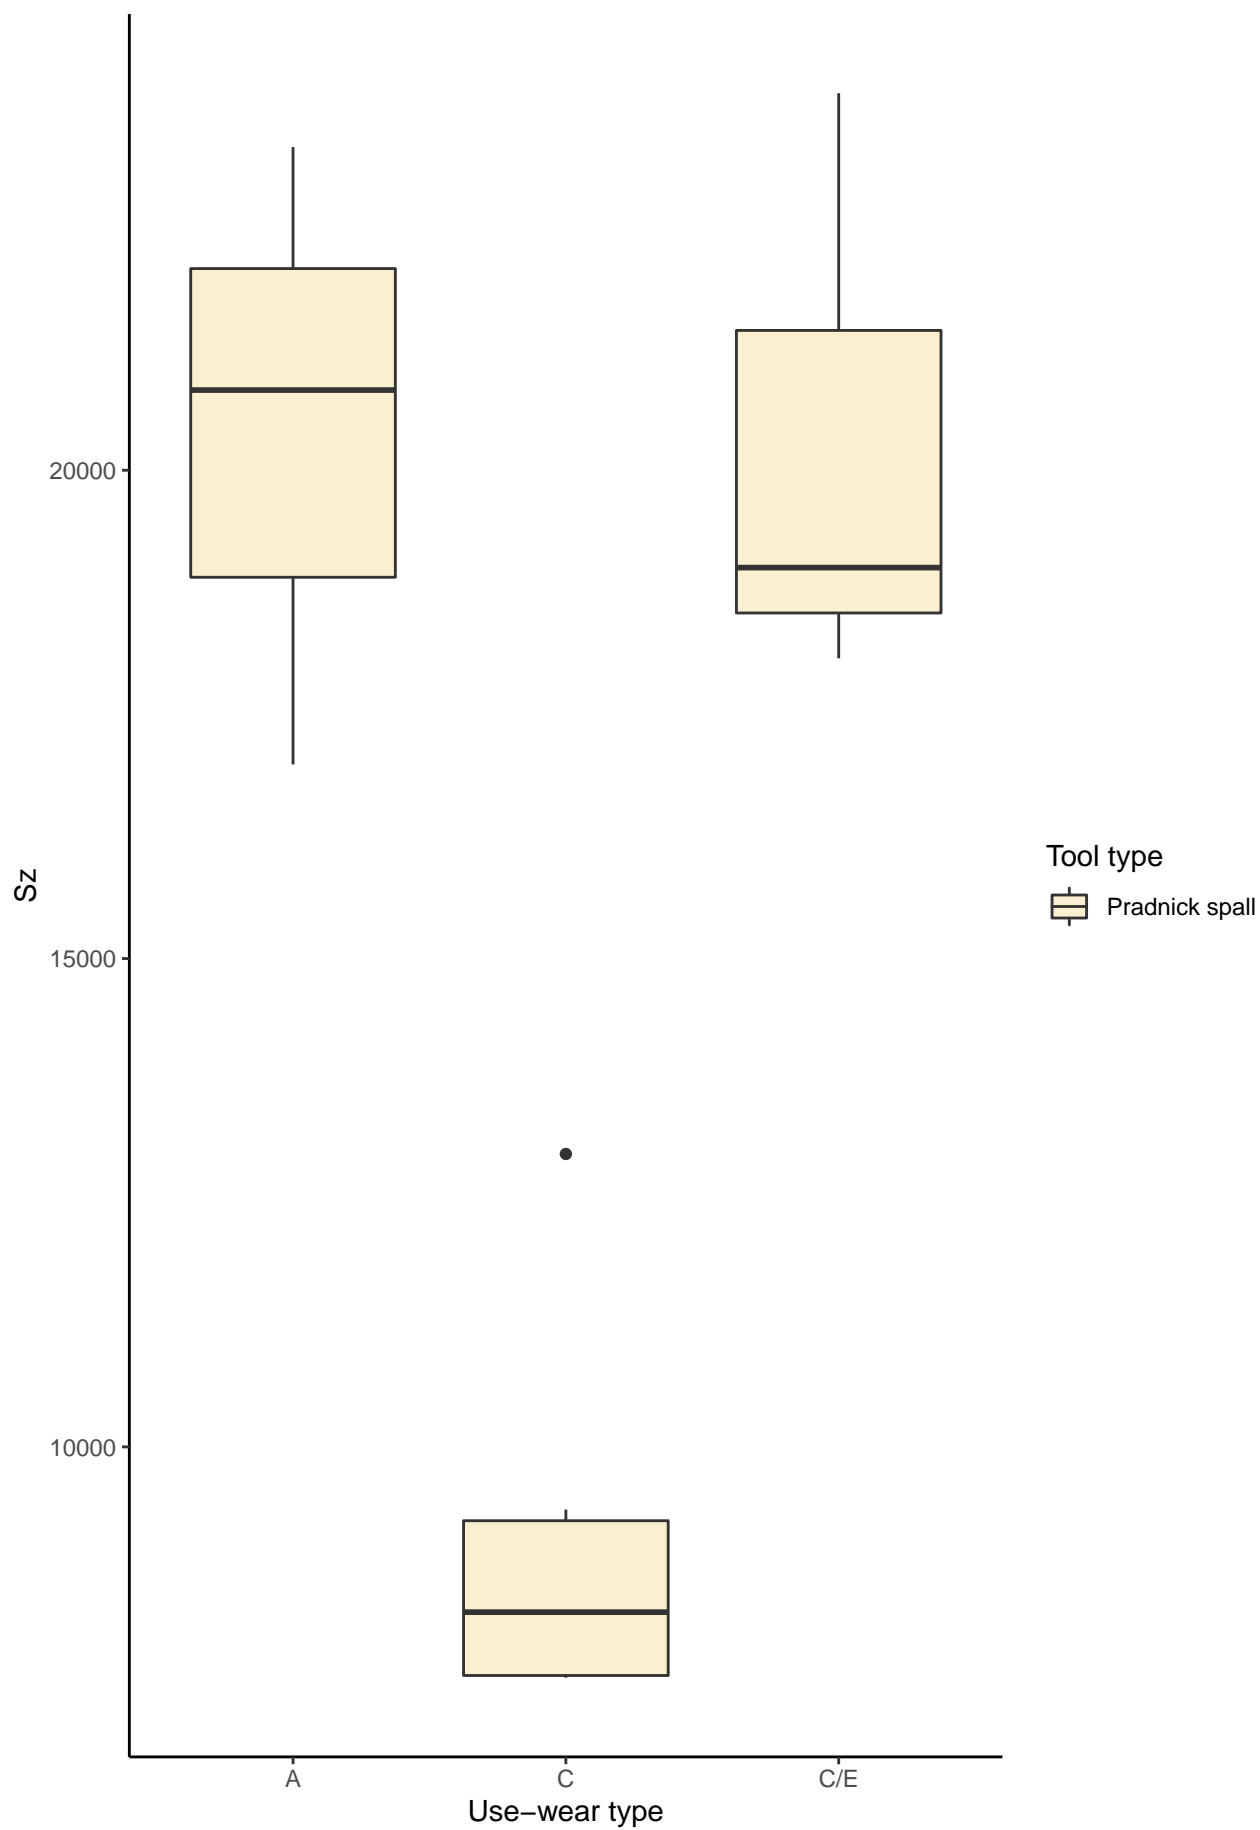 Sz
20000
15000
10000
A
C
C/E
Use−wear type
Tool type
Pradnick spall